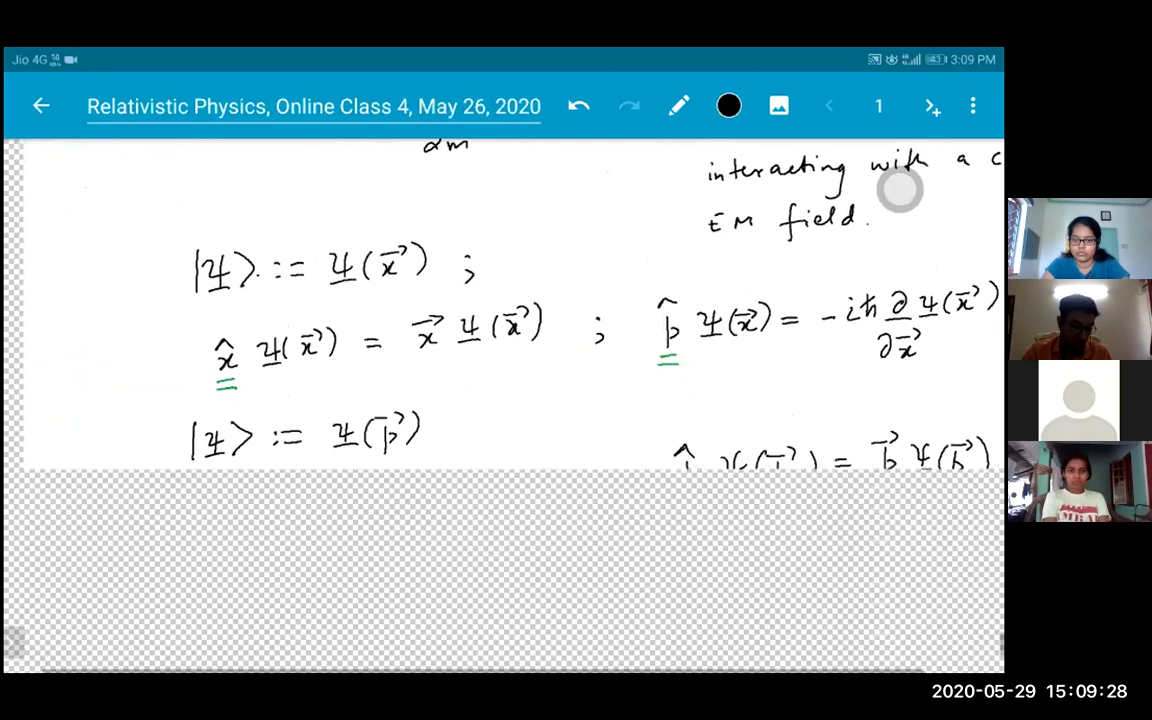 Jio 4G 3:09 PM
Relativistic Physics, Online Class 4, May 26, 2020 1
2m
interacting with a c
EM field.
|Ψ⟩ := Ψ(x⃗) ;
x̂ Ψ(x⃗) = x⃗ Ψ(x⃗) ; p̂ Ψ(x⃗) = -iħ ∂/∂x⃗ Ψ(x⃗)
|Ψ⟩ := Ψ(p⃗)
= p⃗ Ψ(p⃗)
2020-05-29 15:09:28